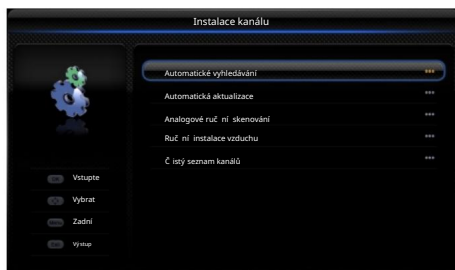 Instalace kanálu
Automatické vyhledávání
Automatická aktualizace
Analogové ruč ní skenování
Ruč ní instalace vzduchu
Č istý seznam kanálů
Vstupte
Vybrat
Zadní
Výstup